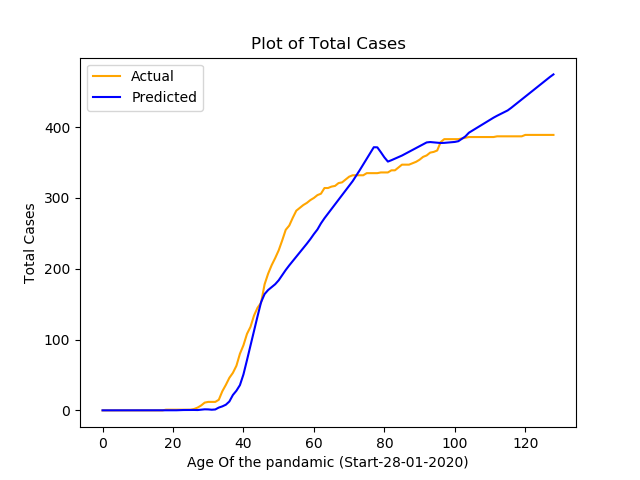 Plot of Total Cases
Actual
Predicted
Total Cases
400
300
200
100
0
0 20 40 60 80 100 120
Age Of the pandamic (Start-28-01-2020)